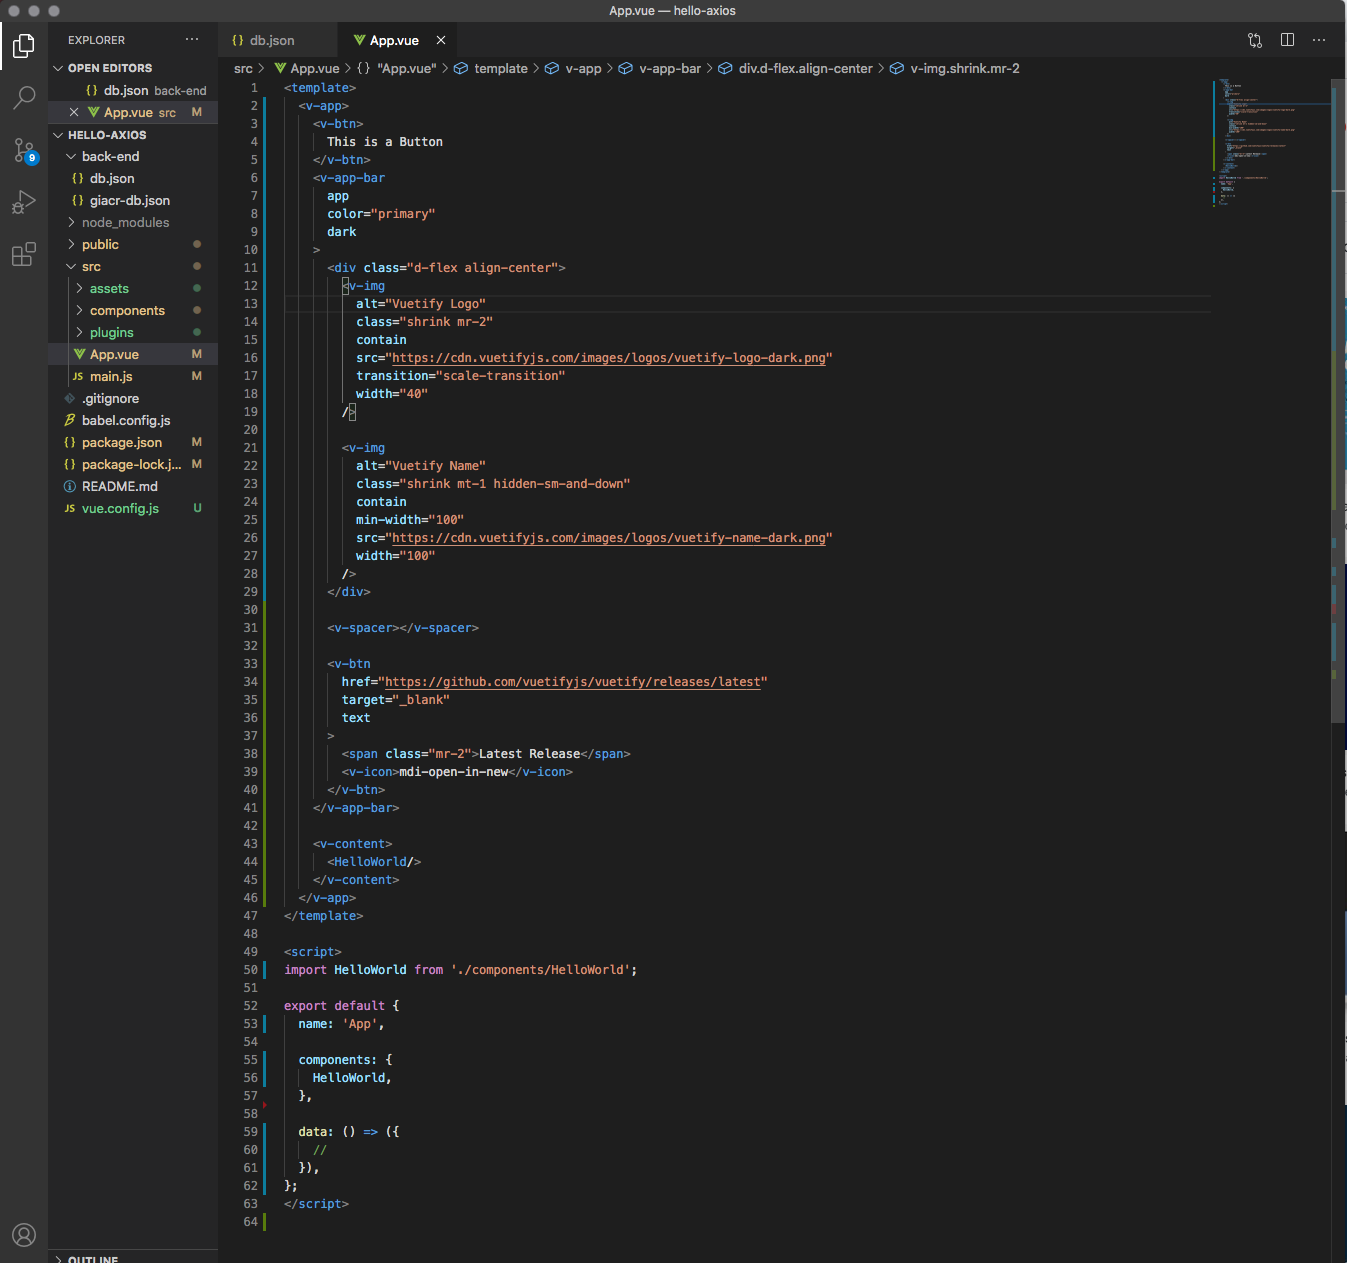 App.vue — hello-axios
EXPLORER
OPEN EDITORS
db.json back-end
App.vue src M
HELLO-AXIOS
back-end
db.json
giacr-db.json
node_modules
public
src
assets
components
plugins
App.vue M
main.js M
.gitignore
babel.config.js
package.json M
package-lock.j... M
README.md
vue.config.js U
OUTLINE
9
db.json
App.vue
src > App.vue > {} "App.vue" > template > v-app > v-app-bar > div.d-flex.align-center > v-img.shrink.mr-2
1 <template>
2 <v-app>
3 <v-btn>
4 This is a Button
5 </v-btn>
6 <v-app-bar
7 app
8 color="primary"
9 dark
10 >
11 <div class="d-flex align-center">
12 <v-img
13 alt="Vuetify Logo"
14 class="shrink mr-2"
15 contain
16 src="https://cdn.vuetifyjs.com/images/logos/vuetify-logo-dark.png"
17 transition="scale-transition"
18 width="40"
19 />
20
21 <v-img
22 alt="Vuetify Name"
23 class="shrink mt-1 hidden-sm-and-down"
24 contain
25 min-width="100"
26 src="https://cdn.vuetifyjs.com/images/logos/vuetify-name-dark.png"
27 width="100"
28 />
29 </div>
30
31 <v-spacer></v-spacer>
32
33 <v-btn
34 href="https://github.com/vuetifyjs/vuetify/releases/latest"
35 target="_blank"
36 text
37 >
38 <span class="mr-2">Latest Release</span>
39 <v-icon>mdi-open-in-new</v-icon>
40 </v-btn>
41 </v-app-bar>
42
43 <v-content>
44 <HelloWorld/>
45 </v-content>
46 </v-app>
47 </template>
48
49 <script>
50 import HelloWorld from './components/HelloWorld';
51
52 export default {
53 name: 'App',
54
55 components: {
56 HelloWorld,
57 },
58
59 data: () => ({
60 //
61 }),
62 };
63 </script>
64